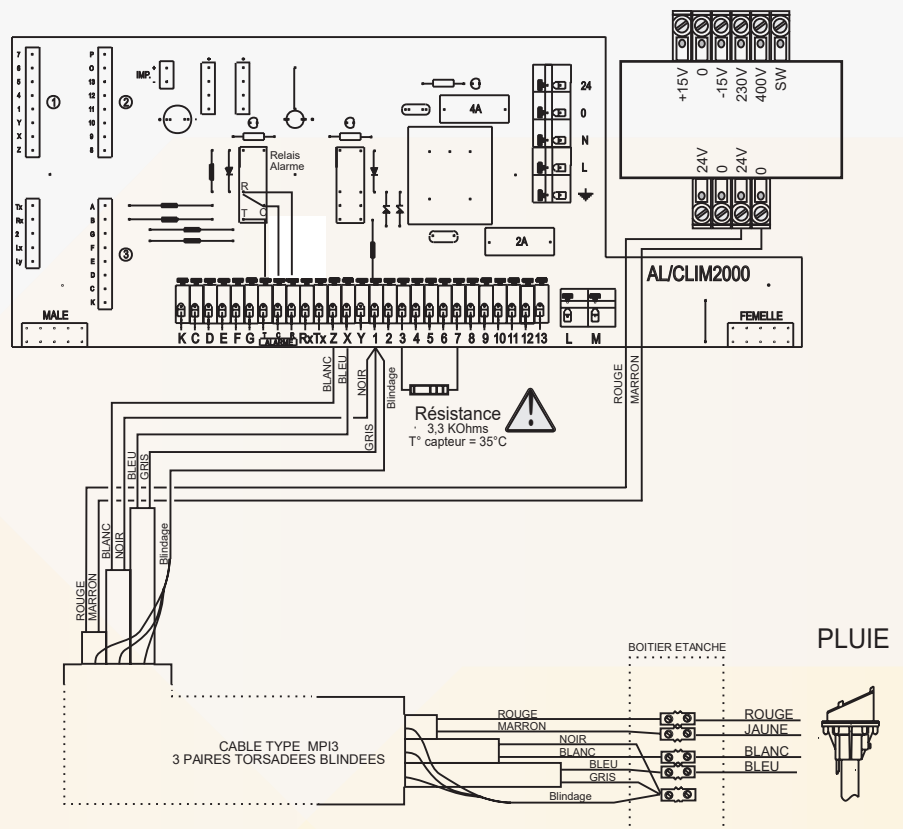 +15V
0
-15V
230V
400V
SW
24V
0
24V
0
7
6
5
4
1
Y
X
Z
①
P
O
13
12
11
10
9
8
②
IMP.
+
-
4A
24
0
N
L
Relais
Alarme
R
T C
Tx
Rx
2
Lx
Ly
A
B
G
F
E
D
C
K
③
2A
AL/CLIM2000
MALE
FEMELLE
K C D E F G T C R Rx Tx Z X Y 1 2 3 4 5 6 7 8 9 10 11 12 13
ALARME
L M
BLANC
BLEU
NOIR
GRIS
Blindage
Résistance
3,3 KOhms
T° capteur = 35°C
ROUGE
MARRON
BLEU
GRIS
BLANC
NOIR
Blindage
ROUGE
MARRON
PLUIE
BOITIER ETANCHE
CABLE TYPE MPI3
3 PAIRES TORSADEES BLINDEES
ROUGE
MARRON
NOIR
BLANC
BLEU
GRIS
Blindage
ROUGE
JAUNE
BLANC
BLEU